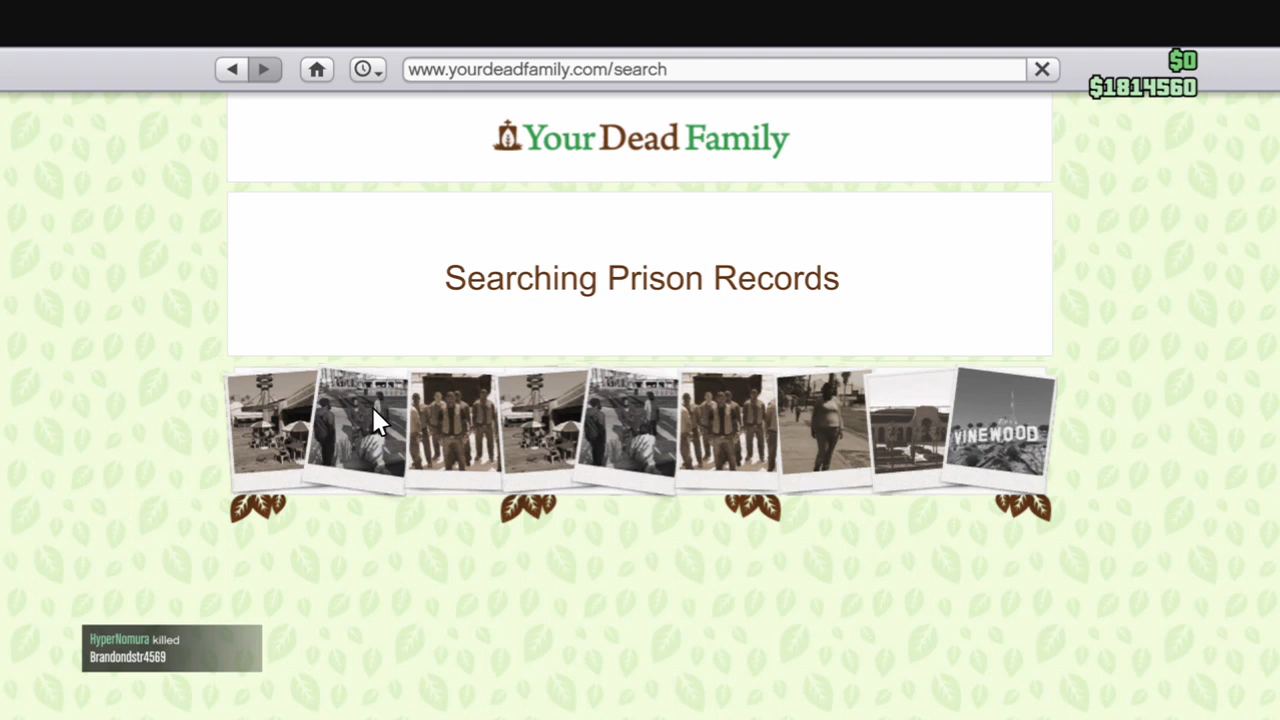 www.yourdeadfamily.com/search
$0
$1814560
Your Dead Family
Searching Prison Records
VINEWOOD
HyperNomura killed
Brandondstr4569